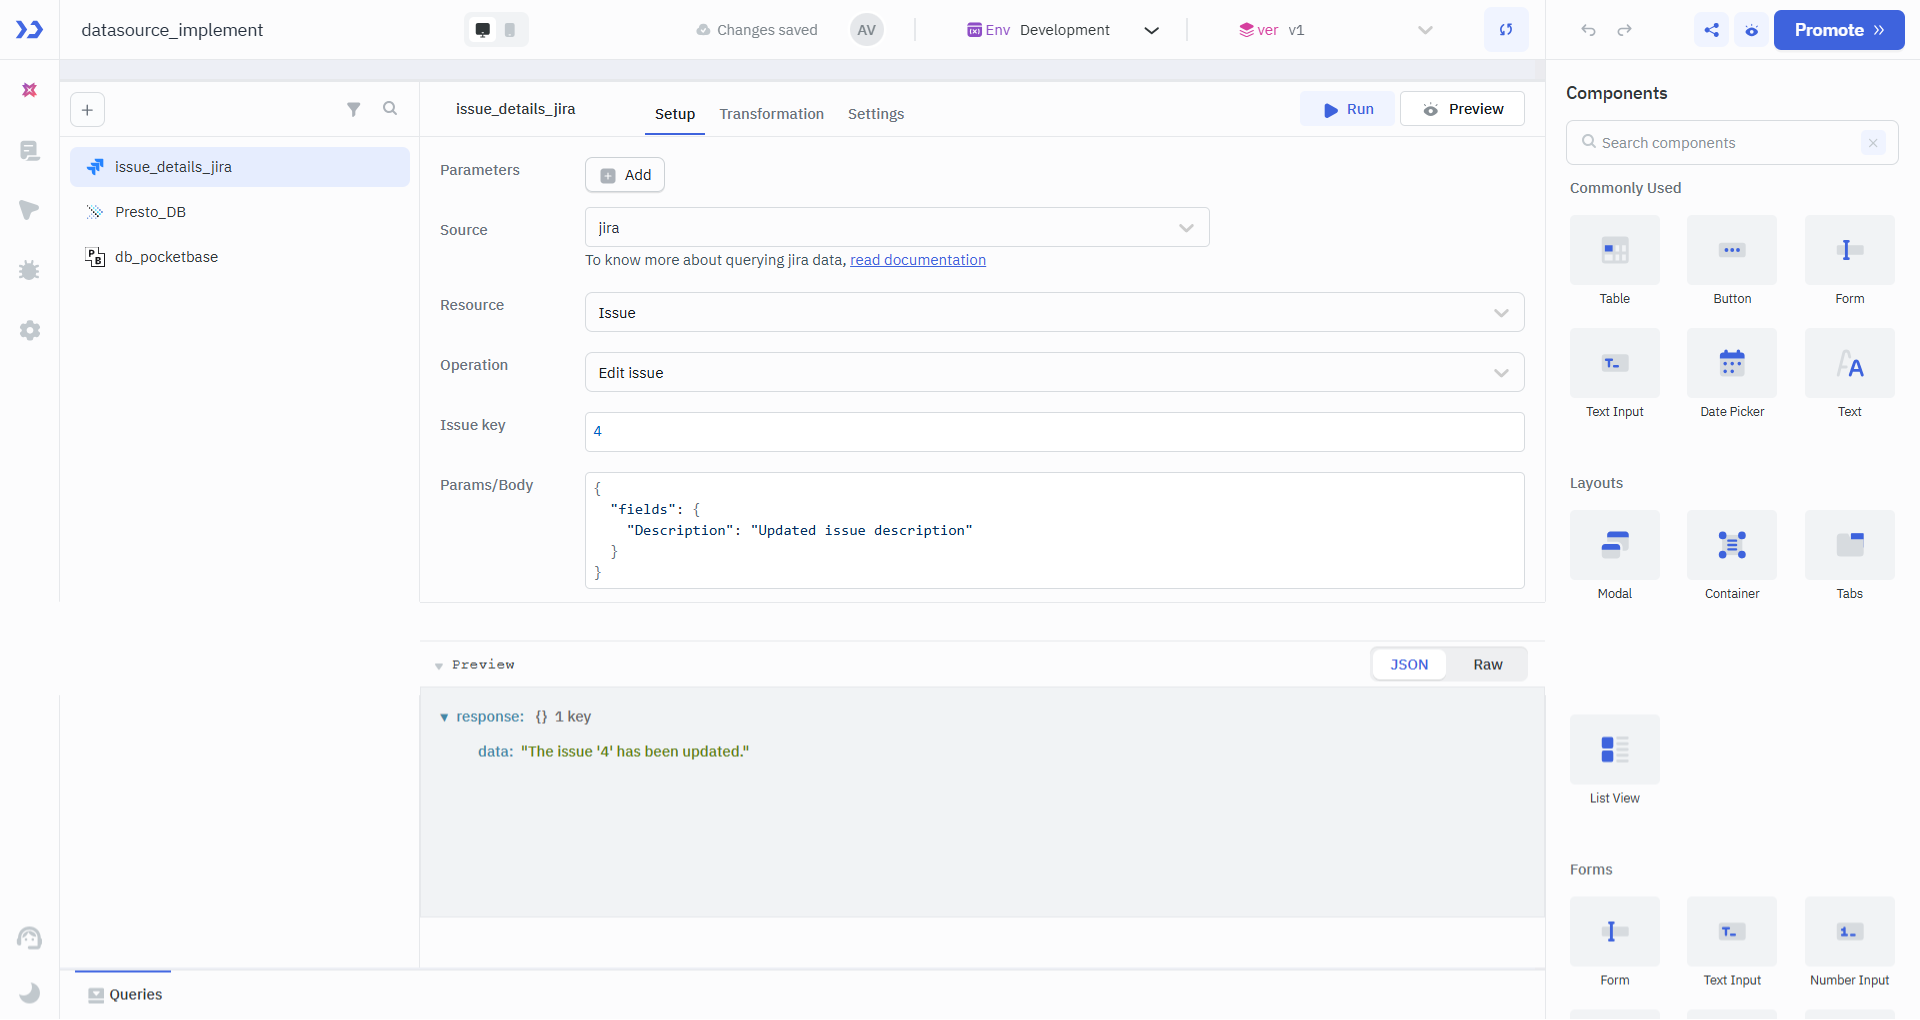 datasource_implement
Changes saved
AV
Env Development
ver v1
Promote
issue_details_jira
Presto_DB
db_pocketbase
issue_details_jira
Setup
Transformation
Settings
Run
Preview
Parameters
Add
Source
jira
To know more about querying jira data, read documentation
Resource
Issue
Operation
Edit issue
Issue key
4
Params/Body
{
"fields": {
"Description": "Updated issue description"
}
}
Preview
JSON
Raw
response: {} 1 key
data: "The issue '4' has been updated."
Queries
Components
Search components
Commonly Used
Table
Button
Form
Text Input
Date Picker
Text
Layouts
Modal
Container
Tabs
List View
Forms
Form
Text Input
Number Input